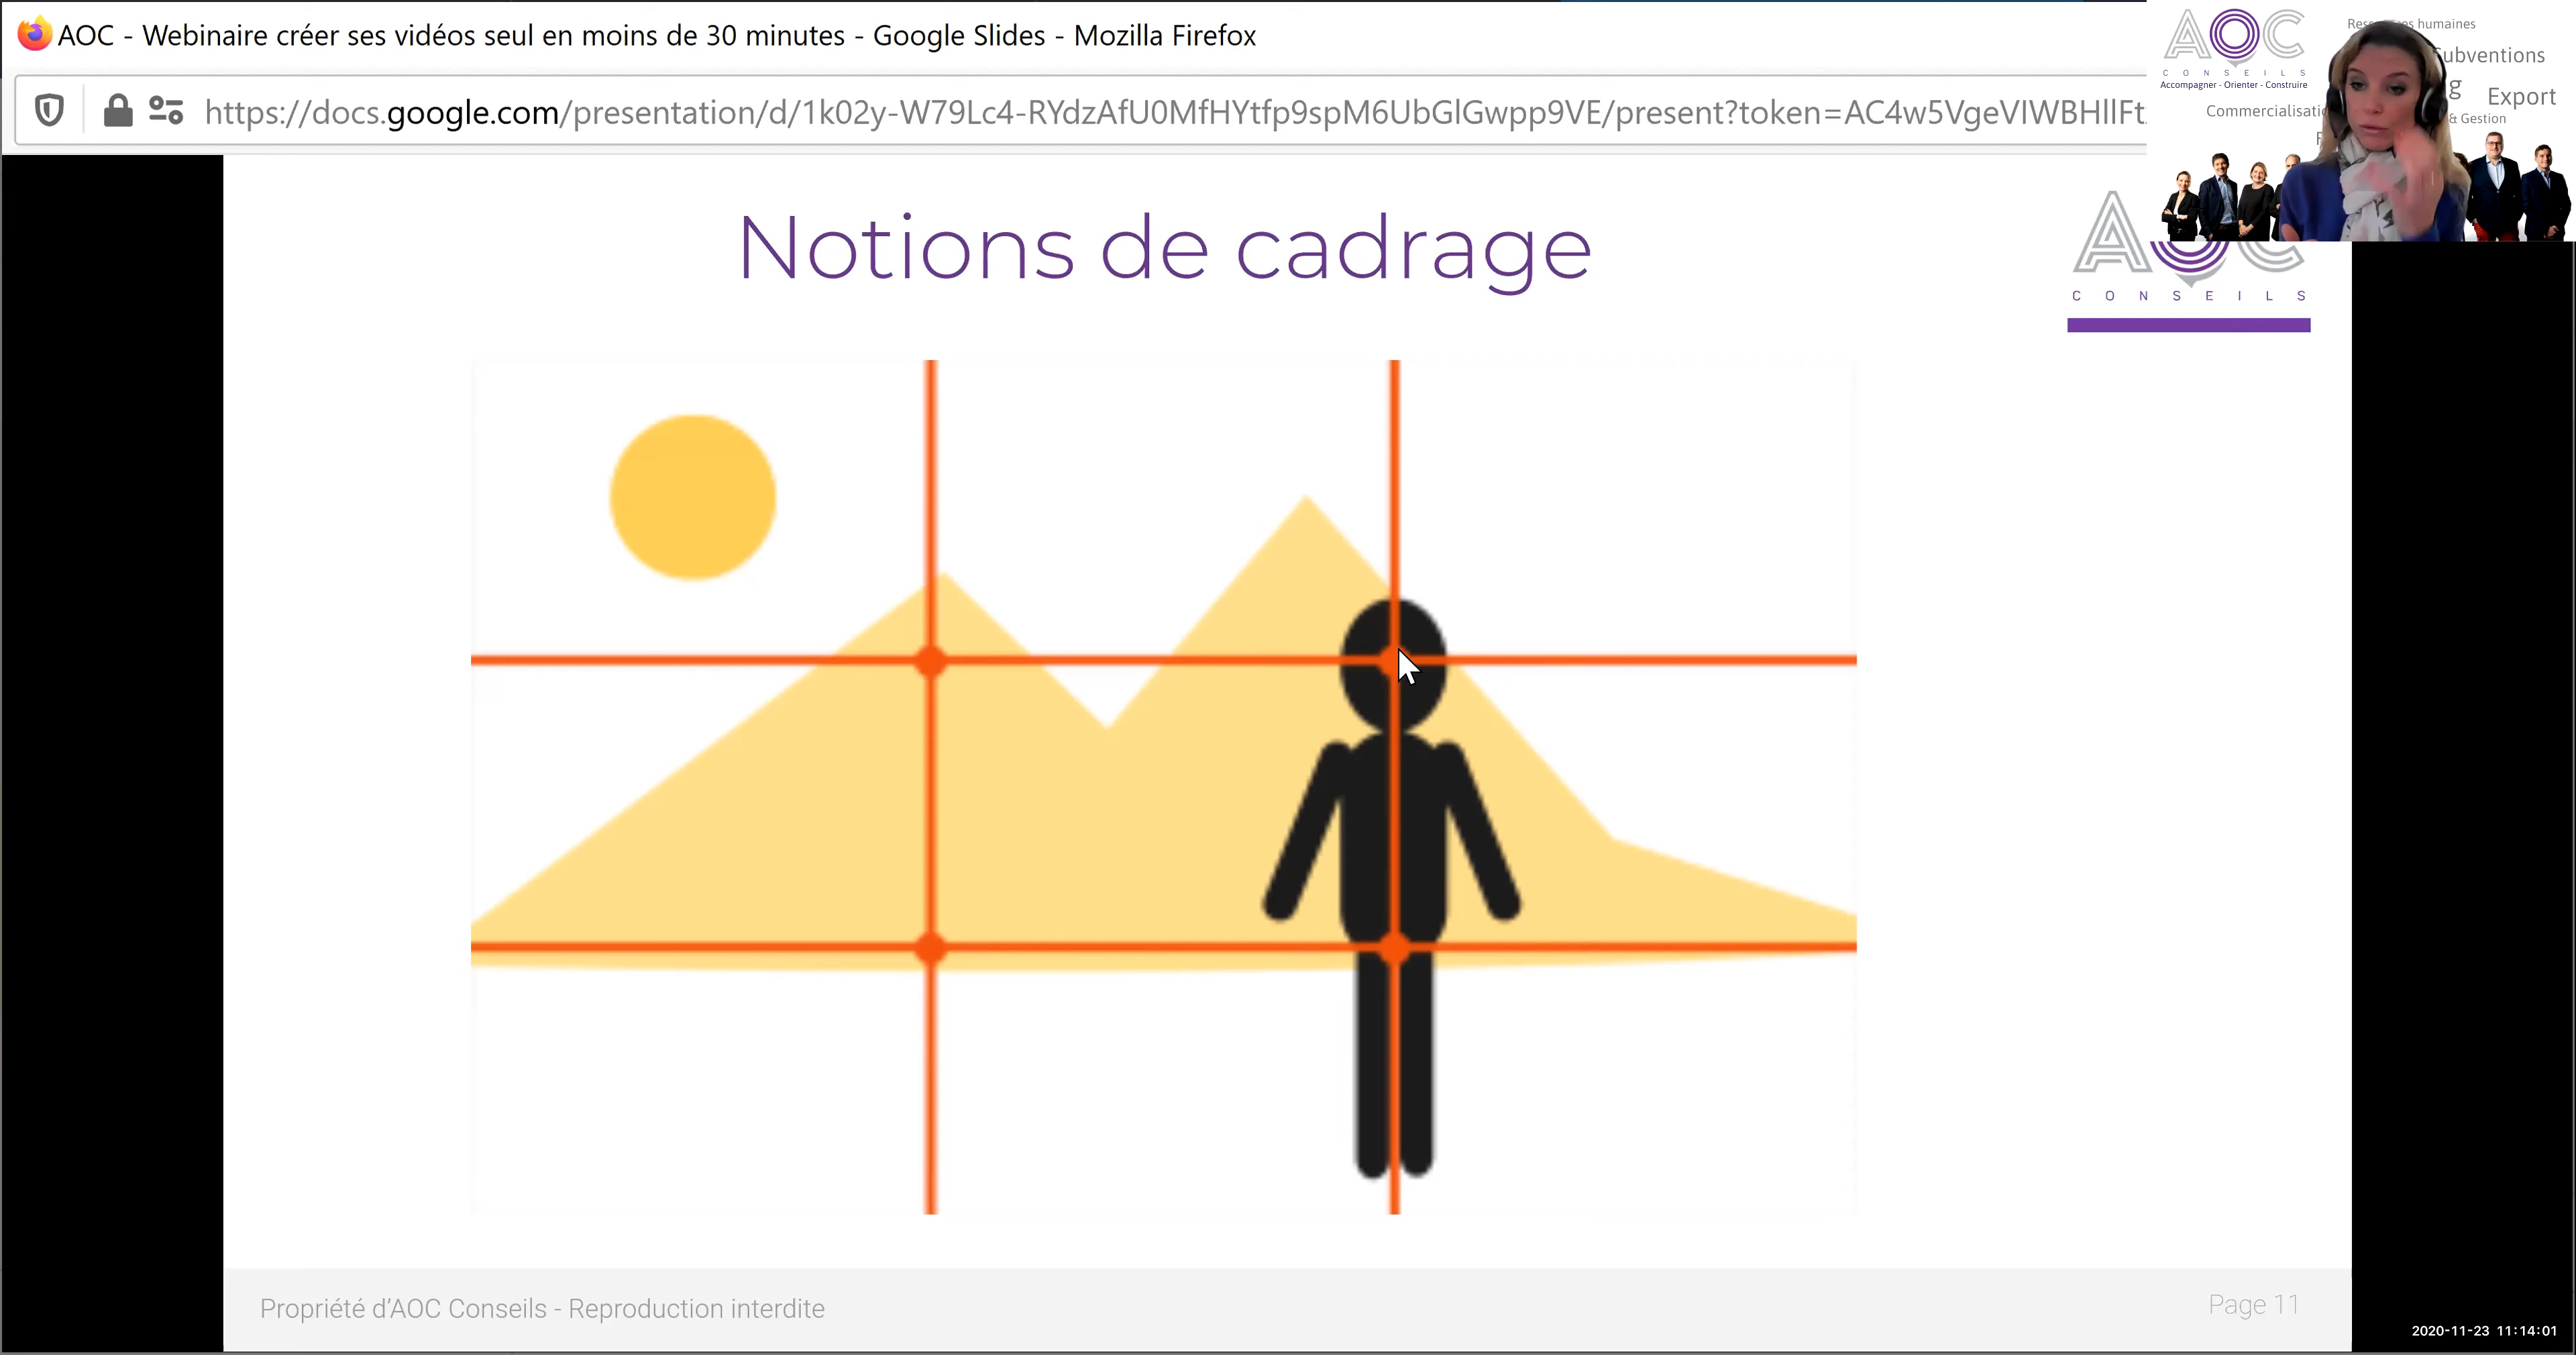 AOC - Webinaire créer ses vidéos seul en moins de 30 minutes - Google Slides - Mozilla Firefox
https://docs.google.com/presentation/d/1k02y-W79Lc4-RYdzAfU0MfHYtfp9spM6UbGlGwpp9VE/present?token=AC4w5VgeVIWBHllFt
AOC
CONSEILS
Accompagner - Orienter - Construire
humaines
Export
& Gestion
Notions de cadrage
AOC
CONSEILS
Propriété d'AOC Conseils - Reproduction interdite
Page 11
2020-11-23 11:14:01